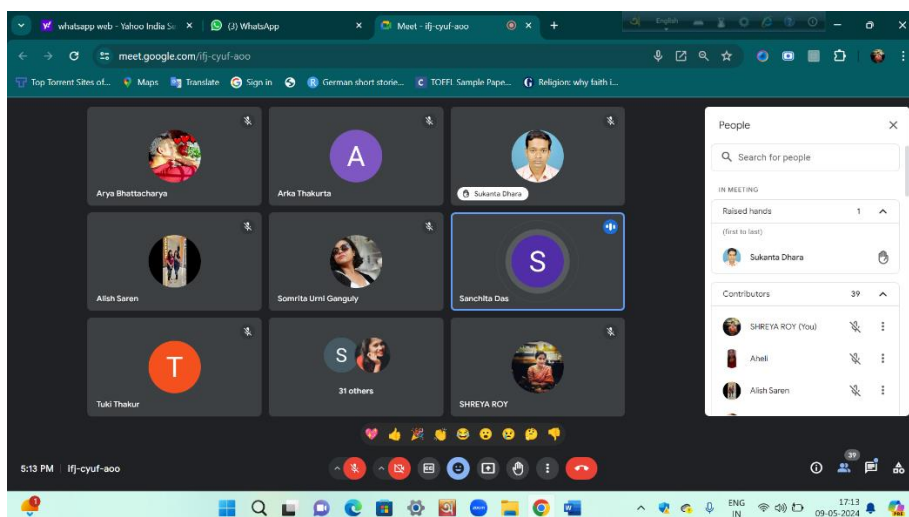 whatsapp web - Yahoo India Se
(3) WhatsApp
Meet - ifj-cyuf-aoo
English
meet.google.com/ifj-cyuf-aoo
Top Torrent Sites of...
Maps
Translate
Sign in
German short storie...
TOEFL Sample Pape...
Religion: why faith i...
Arya Bhattacharya
A
Arka Thakurta
Sukanta Dhara
Alish Saren
Somrita Urni Ganguly
S
Sanchita Das
T
Tuki Thakur
S
31 others
SHREYA ROY
People
Search for people
IN MEETING
Raised hands 1
(first to last)
Sukanta Dhara
Contributors 39
SHREYA ROY (You)
Aheli
Alish Saren
5:13 PM | ifj-cyuf-aoo
39
ENG
IN
17:13
09-05-2024